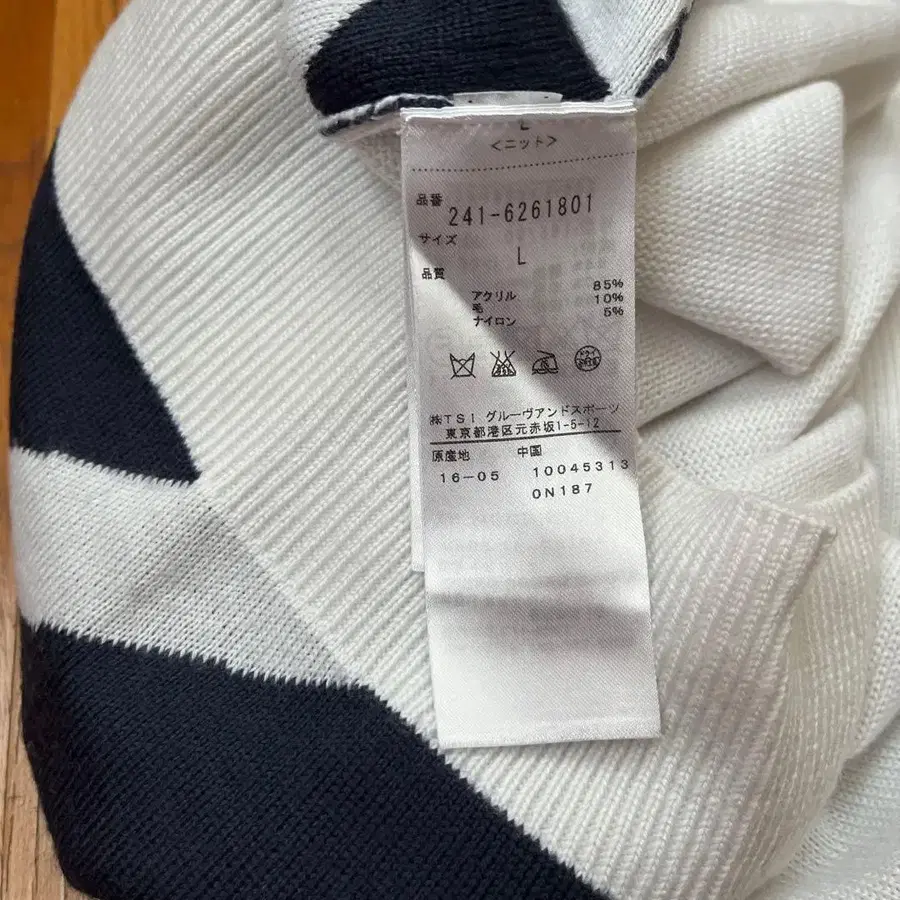 L
<ニット>
品番
241-6261801
サイズ
L
品質
85%
アクリル 10%
毛 5%
ナイロン
㈱TSI グルーヴアンドスポーツ
東京都港区元赤坂1-5-12
原産地 中国
16-05 10045313
0N187